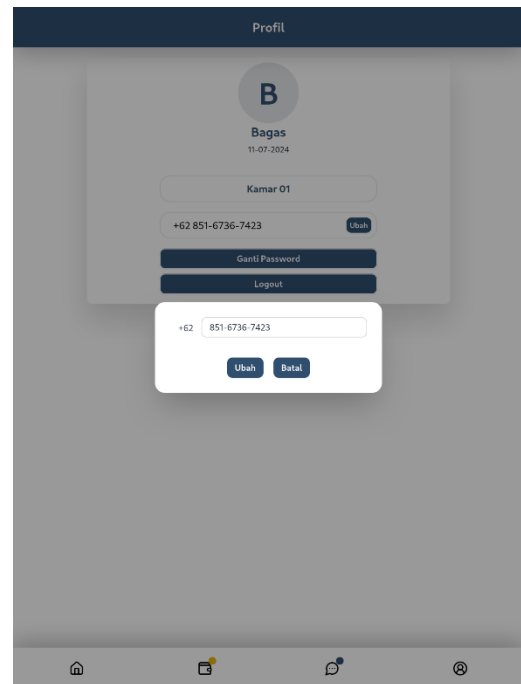 Profil
B
Bagas
11-07-2024
Kamar 01
+62 851-6736-7423 Ubah
Ganti Password
Logout
+62 851-6736-7423
Ubah Batal